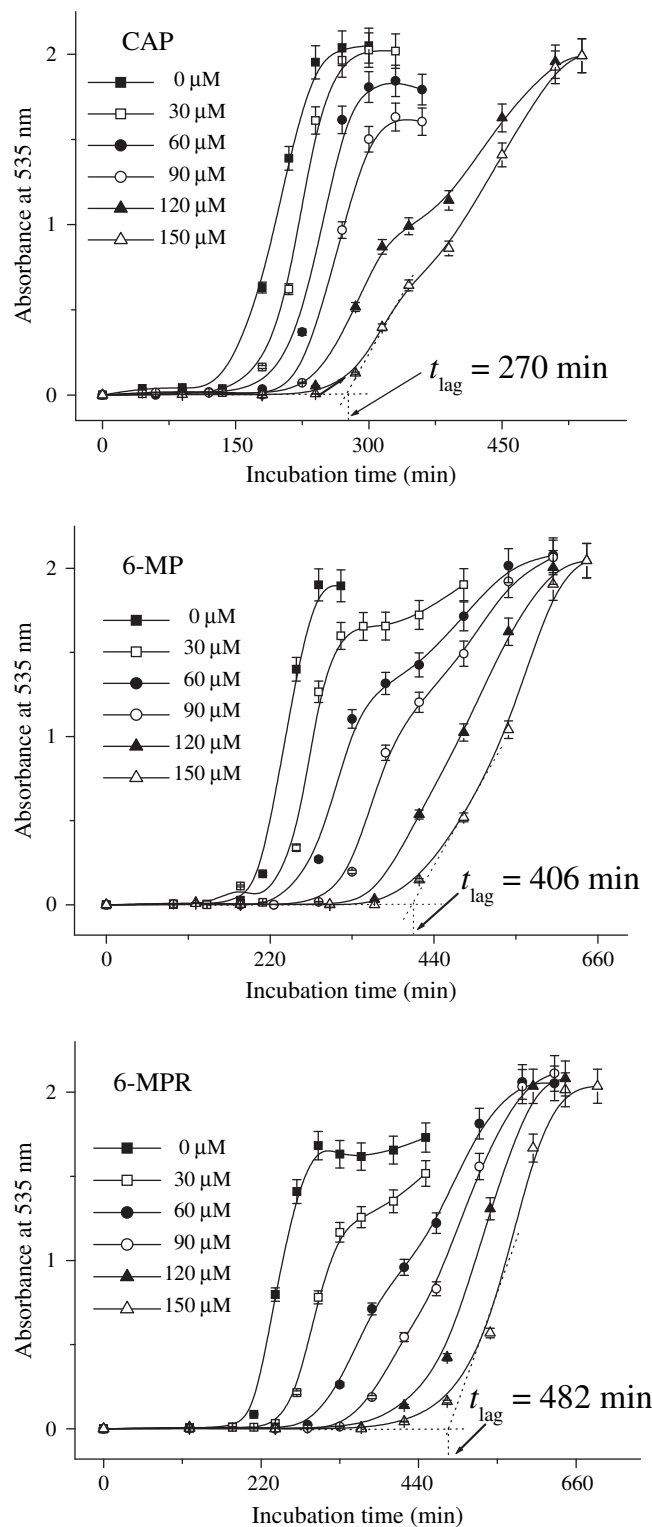 CAP
0 µM
30 µM
60 µM
90 µM
120 µM
150 µM
Absorbance at 535 nm
2
1
0
t lag = 270 min
0 150 300 450
Incubation time (min)
6-MP
0 µM
30 µM
60 µM
90 µM
120 µM
150 µM
Absorbance at 535 nm
2
1
0
t lag = 406 min
0 220 440 660
Incubation time (min)
6-MPR
0 µM
30 µM
60 µM
90 µM
120 µM
150 µM
Absorbance at 535 nm
2
1
0
t lag = 482 min
0 220 440 660
Incubation time (min)